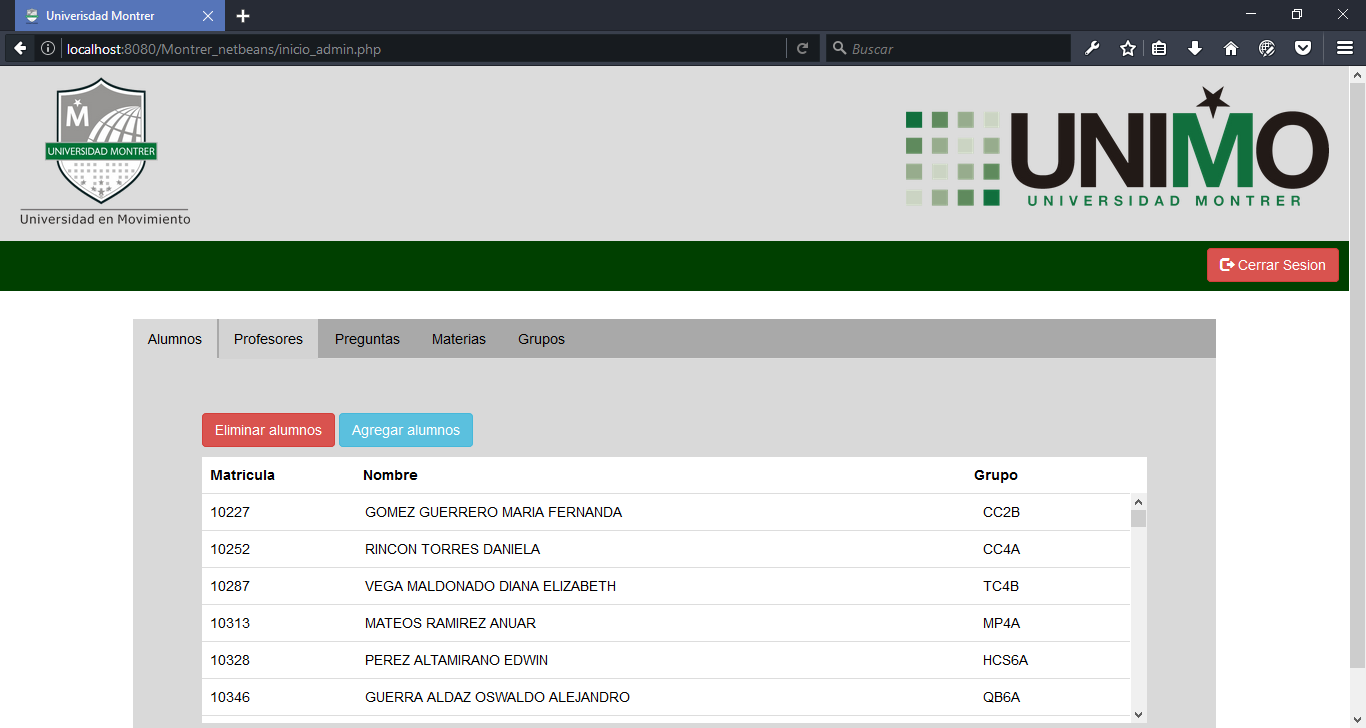 Univerisdad Montrer
localhost:8080/Montrer_netbeans/inicio_admin.php
Buscar
M
UNIVERSIDAD MONTRER
Universidad en Movimiento
UNIMO
UNIVERSIDAD MONTRER
Cerrar Sesion
Alumnos Profesores Preguntas Materias Grupos
Eliminar alumnos Agregar alumnos
Matricula Nombre Grupo
10227 GOMEZ GUERRERO MARIA FERNANDA CC2B
10252 RINCON TORRES DANIELA CC4A
10287 VEGA MALDONADO DIANA ELIZABETH TC4B
10313 MATEOS RAMIREZ ANUAR MP4A
10328 PEREZ ALTAMIRANO EDWIN HCS6A
10346 GUERRA ALDAZ OSWALDO ALEJANDRO QB6A